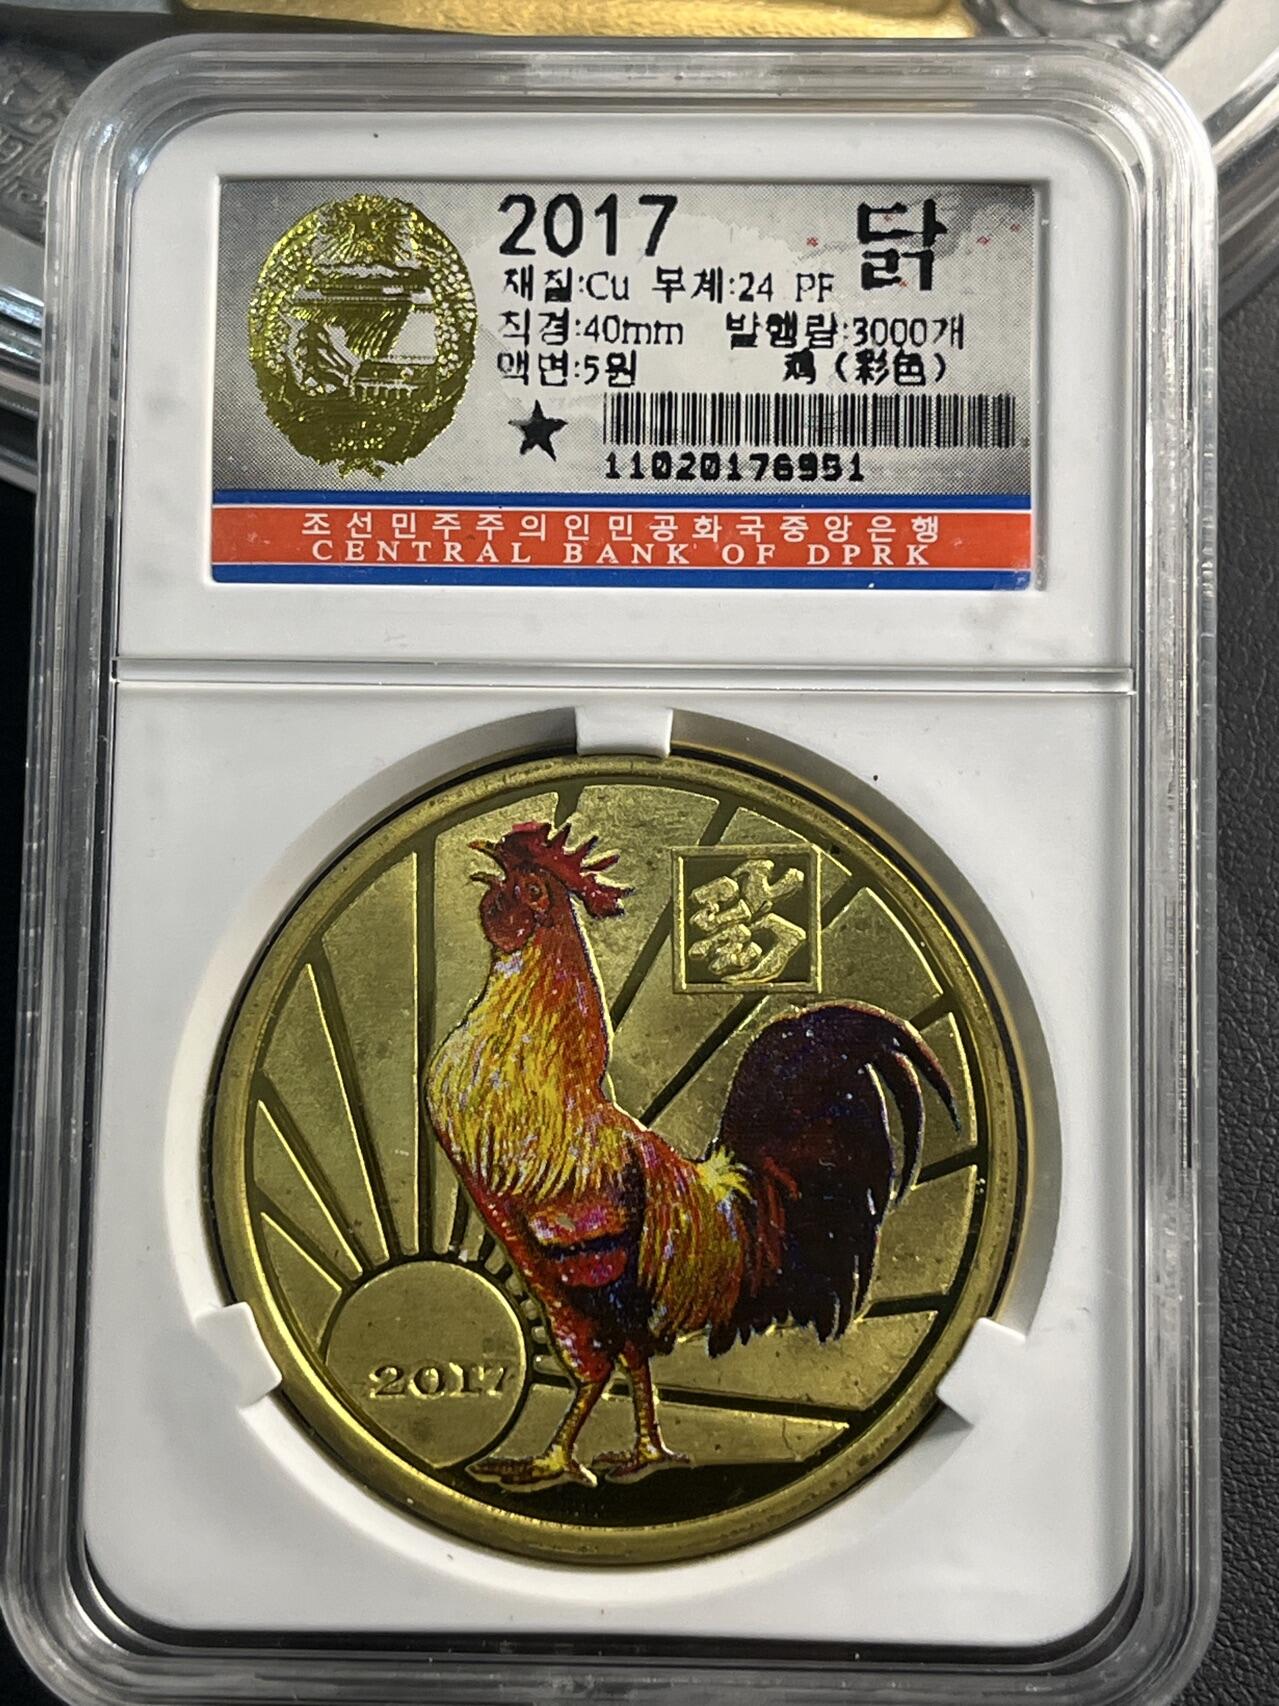 2017 닭
재질:Cu 무게:24 PF
직경:40mm 발행량:3000개
액면:5원 鸡（彩色）
11020176951
조선민주주의인민공화국중앙은행
CENTRAL BANK OF DPRK
2017